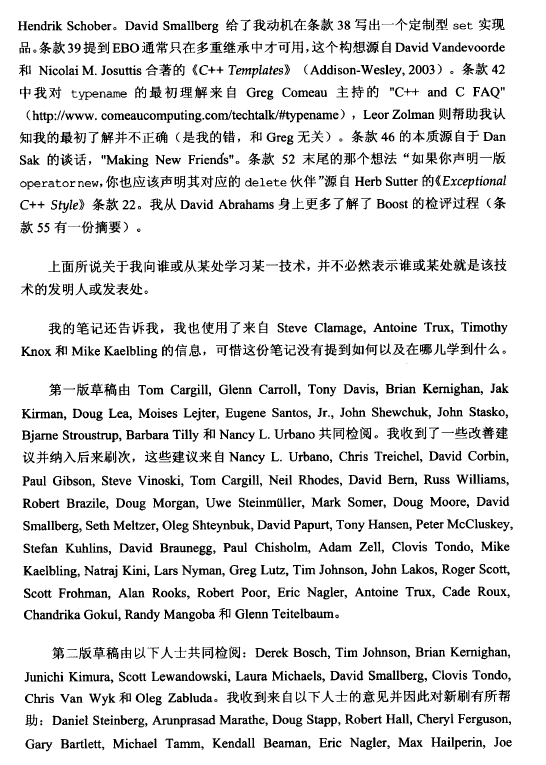 Hendrik Schober。David Smallberg 给了我动机在条款 38 写出一个定制型 set 实现
品。条款39提到EBO通常只在多重继承中才可用,这个构想源自David Vandevoorde
和 Nicolai M. Josuttis 合著的《C++ Templates》（Addison-Wesley, 2003）。条款 42
中我对 typename 的最初理解来自 Greg Comeau 主持的 "C++ and C FAQ"
（http://www. comeaucomputing.com/techtalk/#typename）, Leor Zolman 则帮助我认
知我的最初了解并不正确（是我的错，和 Greg 无关）。条款 46 的本质源自于 Dan
Sak 的谈话，"Making New Friends"。条款 52 末尾的那个想法“如果你声明一版
operator new,你也应该声明其对应的 delete 伙伴”源自 Herb Sutter 的《Exceptional
C++ Style》条款22。我从 David Abrahams 身上更多了解了 Boost 的检评过程（条
款 55 有一份摘要）。
上面所说关于我向谁或从某处学习某一技术，并不必然表示谁或某处就是该技
术的发明人或发表处。
我的笔记还告诉我，我也使用了来自 Steve Clamage, Antoine Trux, Timothy
Knox 和 Mike Kaelbling 的信息，可惜这份笔记没有提到如何以及在哪儿学到什么。
第一版草稿由 Tom Cargill, Glenn Carroll, Tony Davis, Brian Kernighan, Jak
Kirman, Doug Lea, Moises Lejter, Eugene Santos, Jr., John Shewchuk, John Stasko,
Bjarne Stroustrup, Barbara Tilly 和 Nancy L. Urbano 共同检阅。我收到了一些改善建
议并纳入后来刷次，这些建议来自 Nancy L. Urbano, Chris Treichel, David Corbin,
Paul Gibson, Steve Vinoski, Tom Cargill, Neil Rhodes, David Bern, Russ Williams,
Robert Brazile, Doug Morgan, Uwe Steinmüller, Mark Somer, Doug Moore, David
Smallberg, Seth Meltzer, Oleg Shteynbuk, David Papurt, Tony Hansen, Peter McCluskey,
Stefan Kuhlins, David Braunegg, Paul Chisholm, Adam Zell, Clovis Tondo, Mike
Kaelbling, Natraj Kini, Lars Nyman, Greg Lutz, Tim Johnson, John Lakos, Roger Scott,
Scott Frohman, Alan Rooks, Robert Poor, Eric Nagler, Antoine Trux, Cade Roux,
Chandrika Gokul, Randy Mangoba 和 Glenn Teitelbaum。
第二版草稿由以下人士共同检阅：Derek Bosch, Tim Johnson, Brian Kernighan,
Junichi Kimura, Scott Lewandowski, Laura Michaels, David Smallberg, Clovis Tondo,
Chris Van Wyk 和 Oleg Zabluda。我收到来自以下人士的意见并因此对新刷有所帮
助：Daniel Steinberg, Arunprasad Marathe, Doug Stapp, Robert Hall, Cheryl Ferguson,
Gary Bartlett, Michael Tamm, Kendall Beaman, Eric Nagler, Max Hailperin, Joe